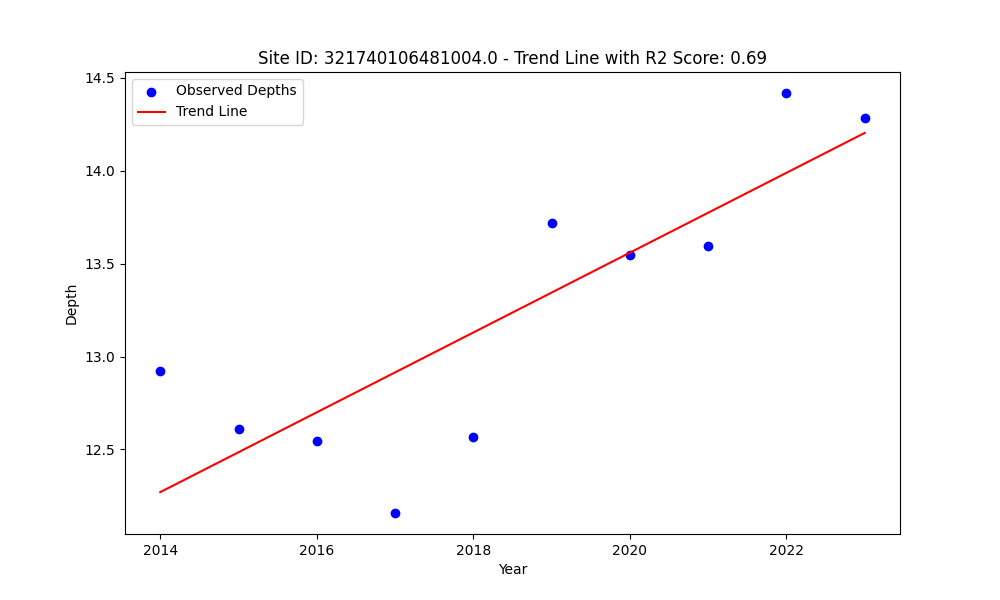 Site ID: 321740106481004.0 - Trend Line with R2 Score: 0.69
Observed Depths
Trend Line
14.5
14.0
13.5
13.0
12.5
Depth
2014
2016
2018
2020
2022
Year